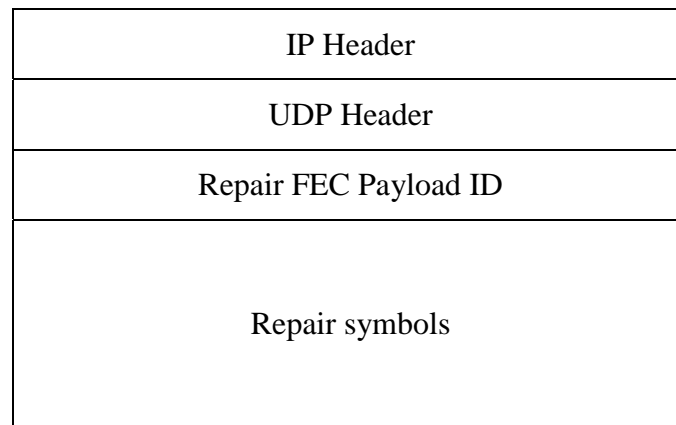 IP Header
UDP Header
Repair FEC Payload ID
Repair symbols